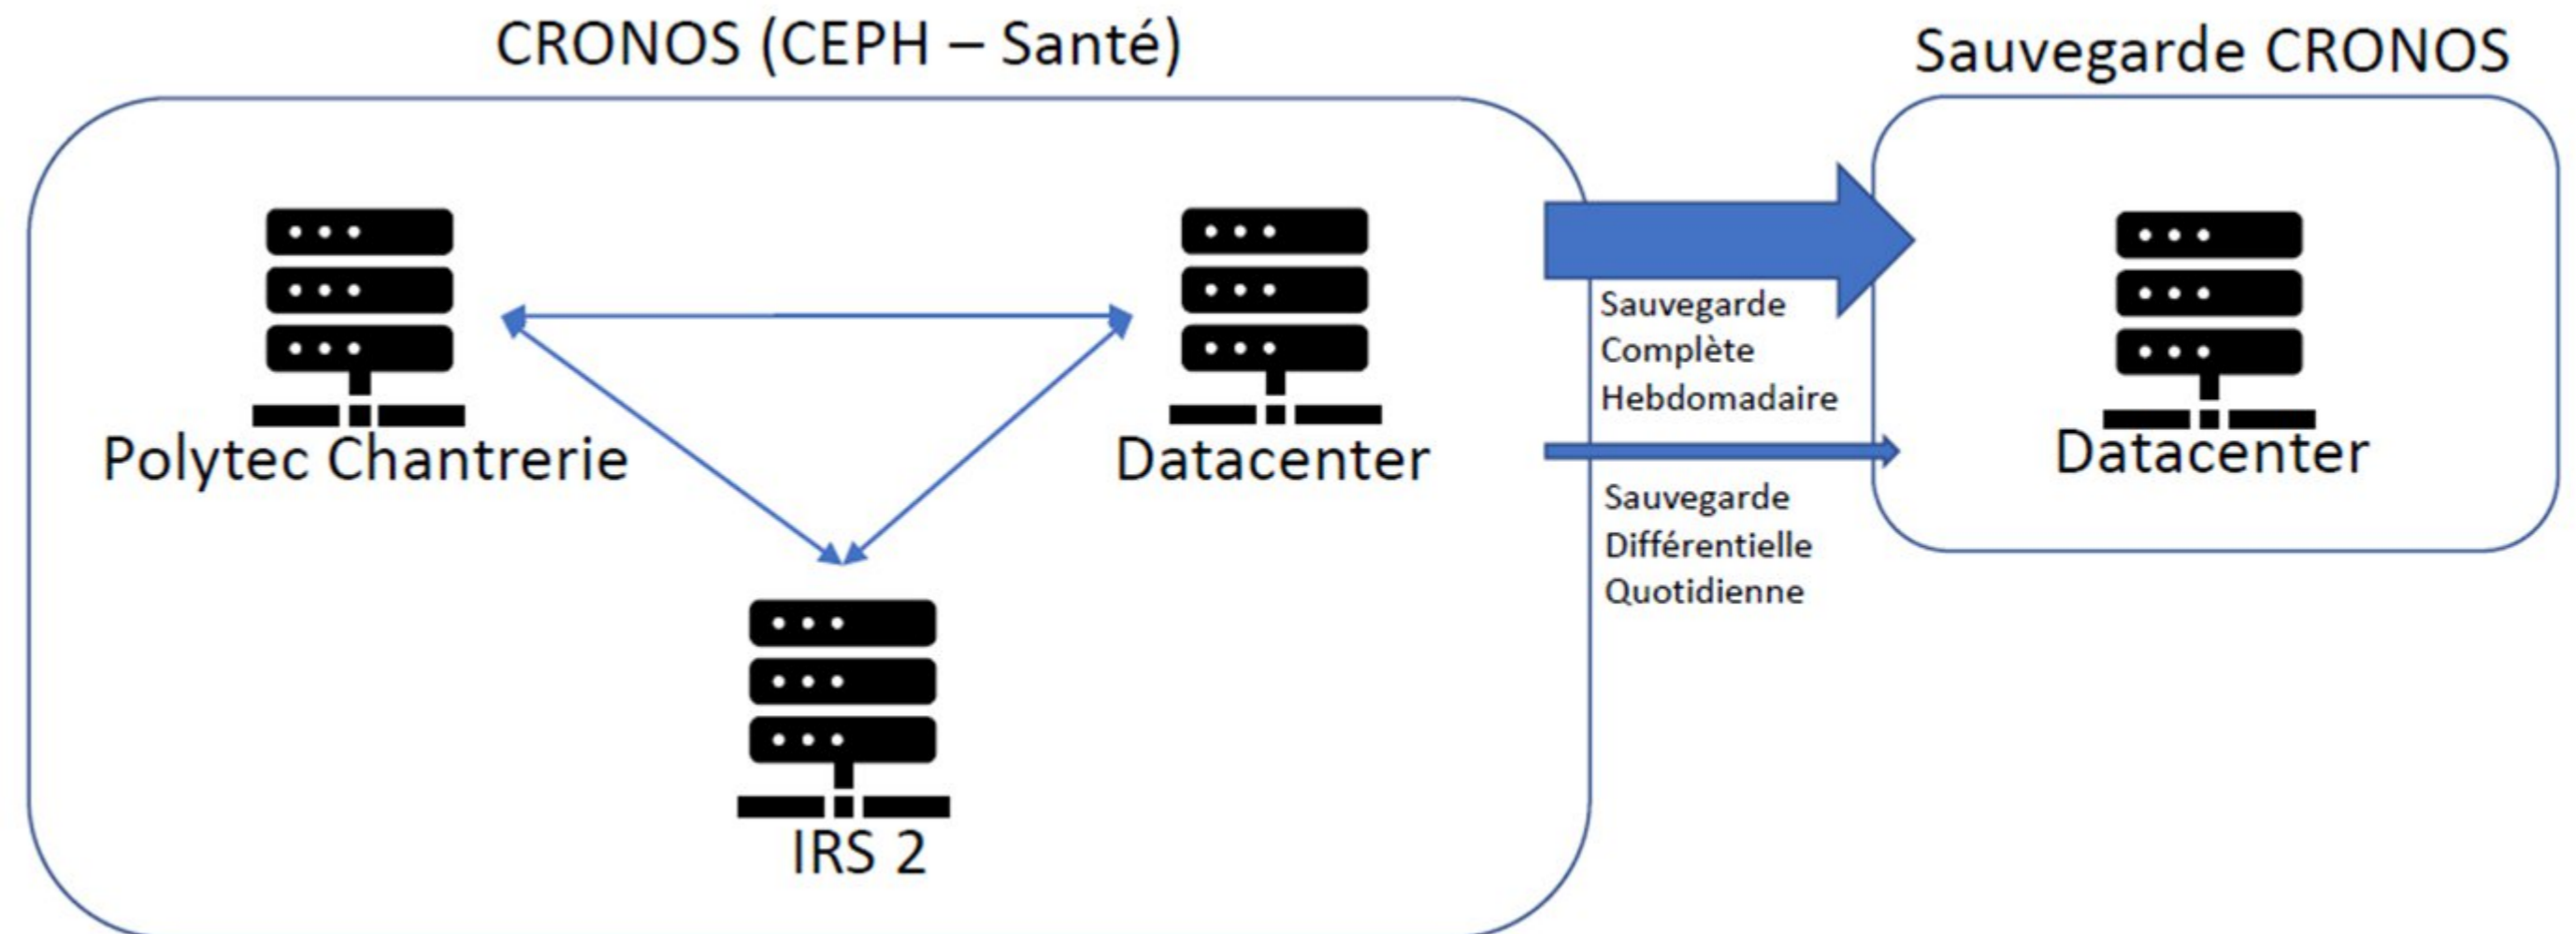 CRONOS (CEPH – Santé)
Sauvegarde CRONOS
Polytec Chantrerie
Datacenter
IRS 2
Sauvegarde
Complète
Hebdomadaire
Sauvegarde
Différentielle
Quotidienne
Datacenter